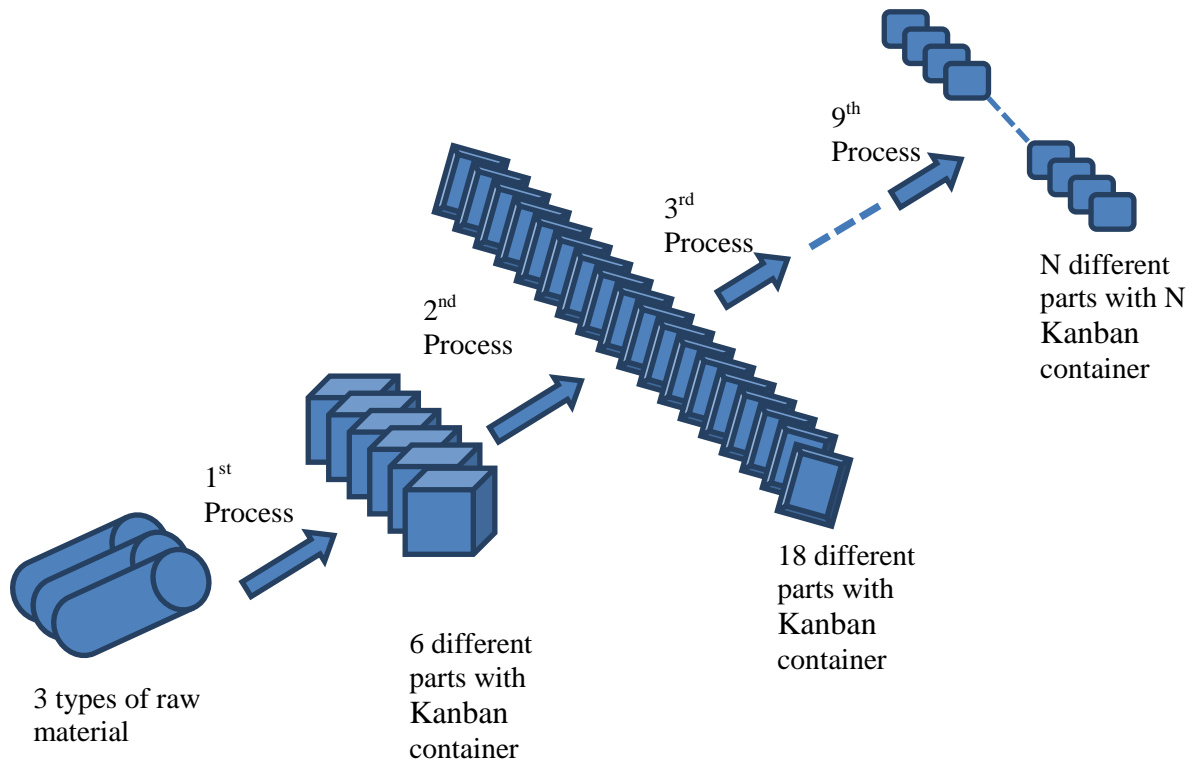 3 types of raw
material
1st
Process
6 different
parts with
Kanban
container
2nd
Process
18 different
parts with
Kanban
container
3rd
Process
9th
Process
N different
parts with N
Kanban
container